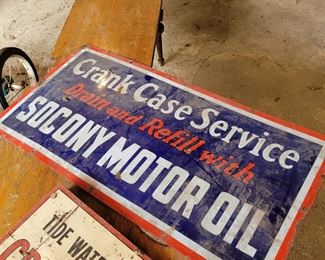 Crank Case Service
Drain and Refill with
SOCONY MOTOR OIL
TIDE WATER